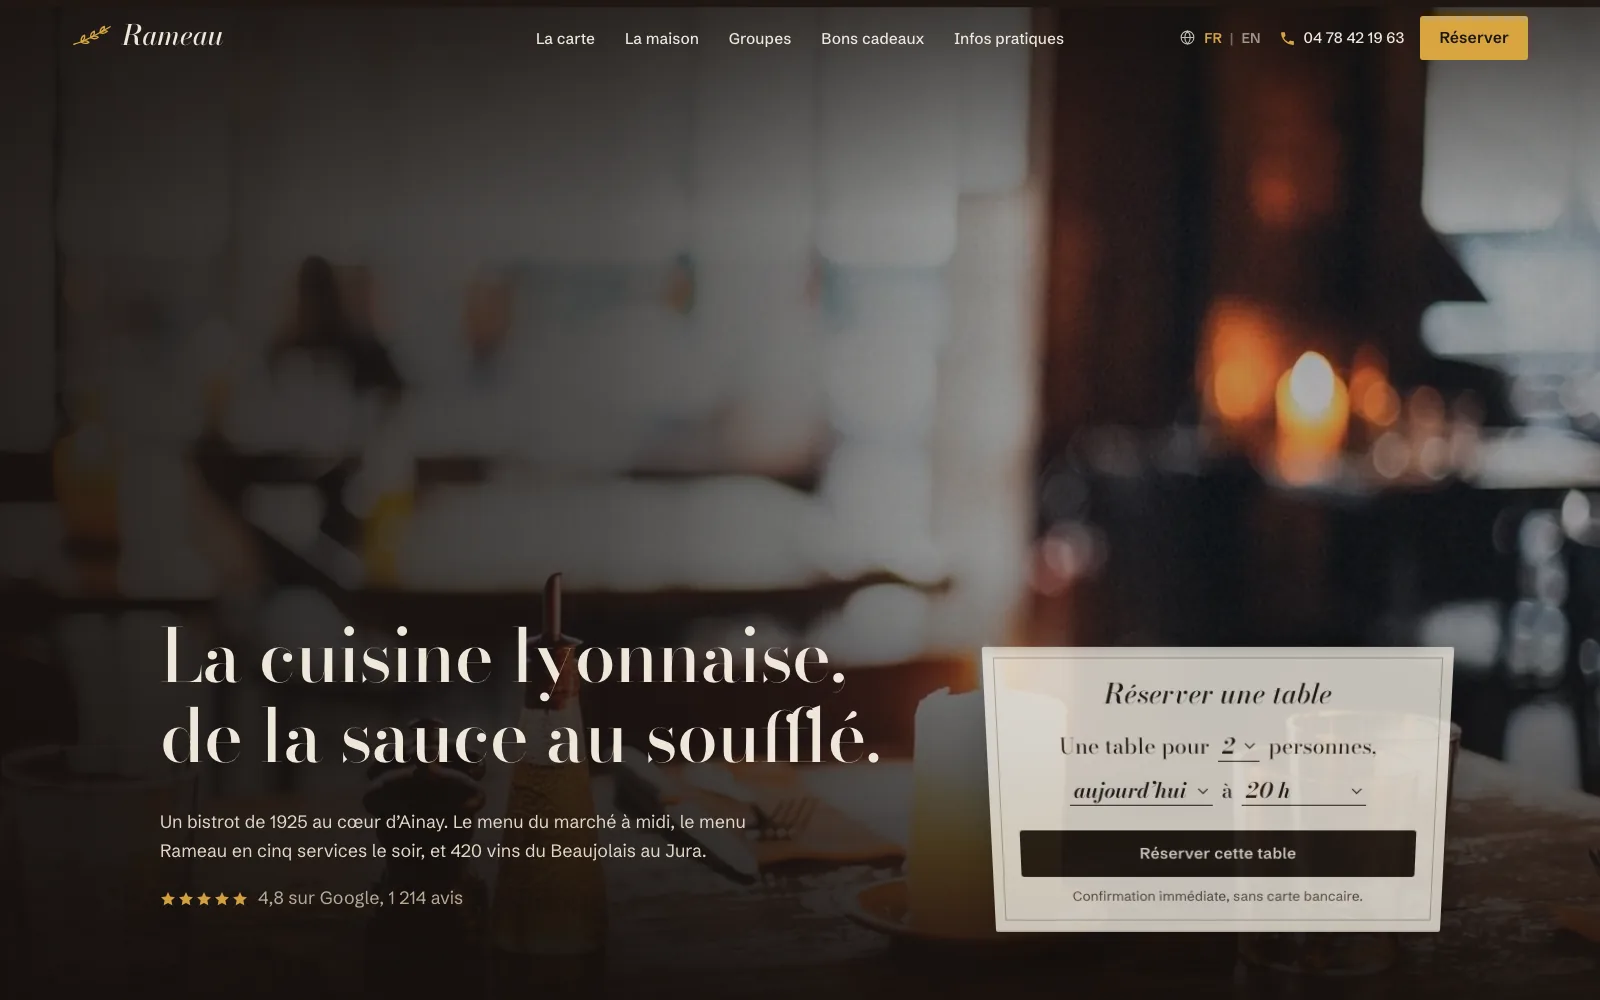 Rameau
La carte
La maison
Groupes
Bons cadeaux
Infos pratiques
FR | EN
04 78 42 19 63
Réserver
La cuisine lyonnaise,
de la sauce au soufflé.
Un bistrot de 1925 au cœur d’Ainay. Le menu du marché à midi, le menu
Rameau en cinq services le soir, et 420 vins du Beaujolais au Jura.
4,8 sur Google, 1 214 avis
Réserver une table
Une table pour 2 personnes,
aujourd’hui à 20 h
Réserver cette table
Confirmation immédiate, sans carte bancaire.